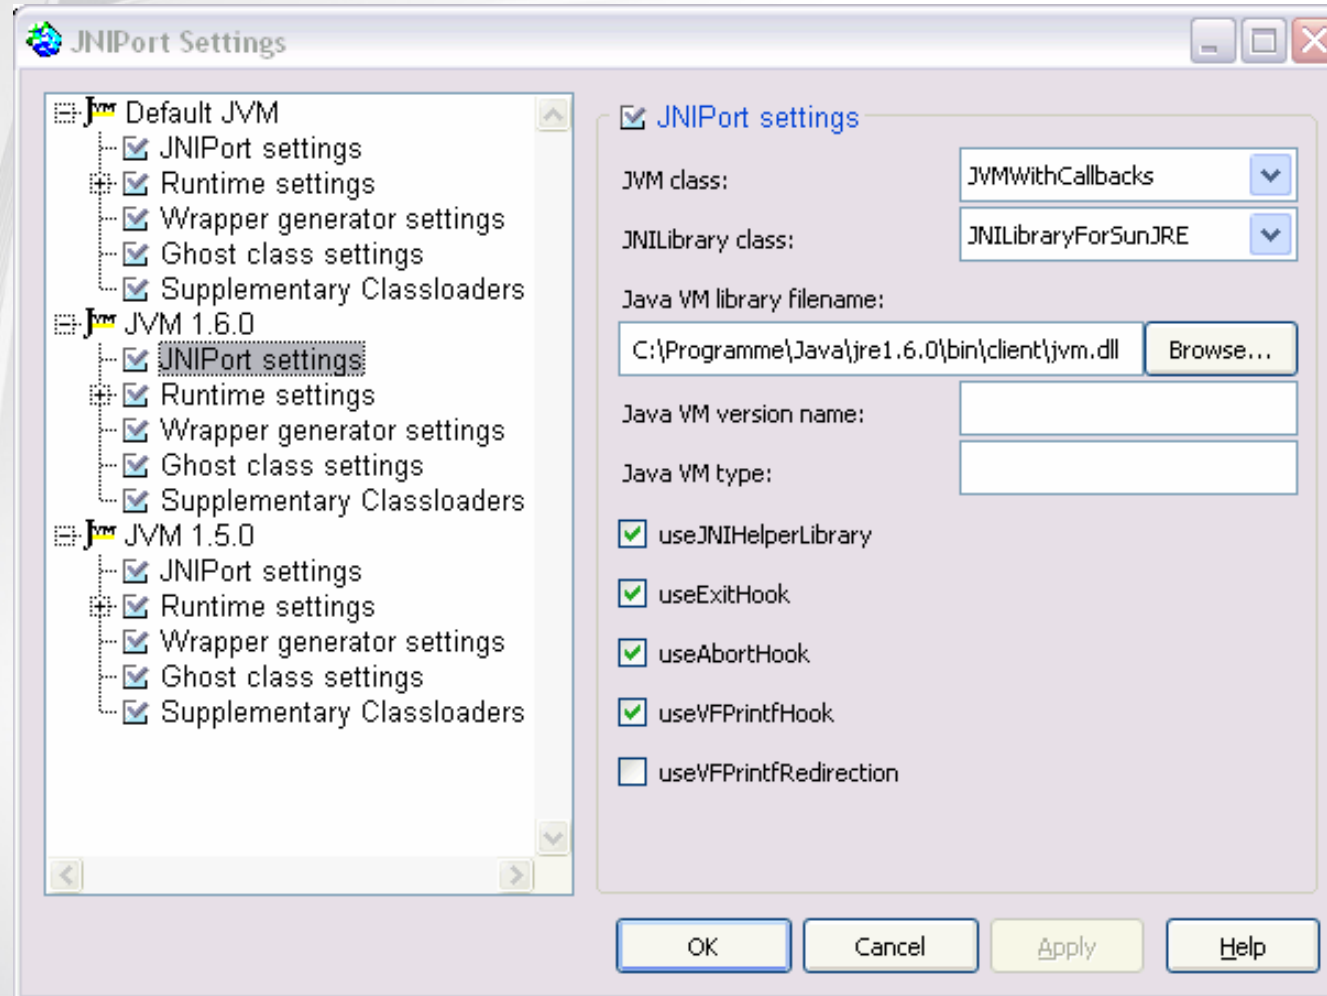 JNIPort Settings
JVM Default JVM
JNIPort settings
Runtime settings
Wrapper generator settings
Ghost class settings
Supplementary Classloaders
JVM JVM 1.6.0
JNIPort settings
Runtime settings
Wrapper generator settings
Ghost class settings
Supplementary Classloaders
JVM JVM 1.5.0
JNIPort settings
Runtime settings
Wrapper generator settings
Ghost class settings
Supplementary Classloaders
JNIPort settings
JVM class: JVMWithCallbacks
JNILibrary class: JNILibraryForSunJRE
Java VM library filename:
C:\Programme\Java\jre1.6.0\bin\client\jvm.dll Browse...
Java VM version name:
Java VM type:
useJNIHelperLibrary
useExitHook
useAbortHook
useVFPrintfHook
useVFPrintfRedirection
OK Cancel Apply Help